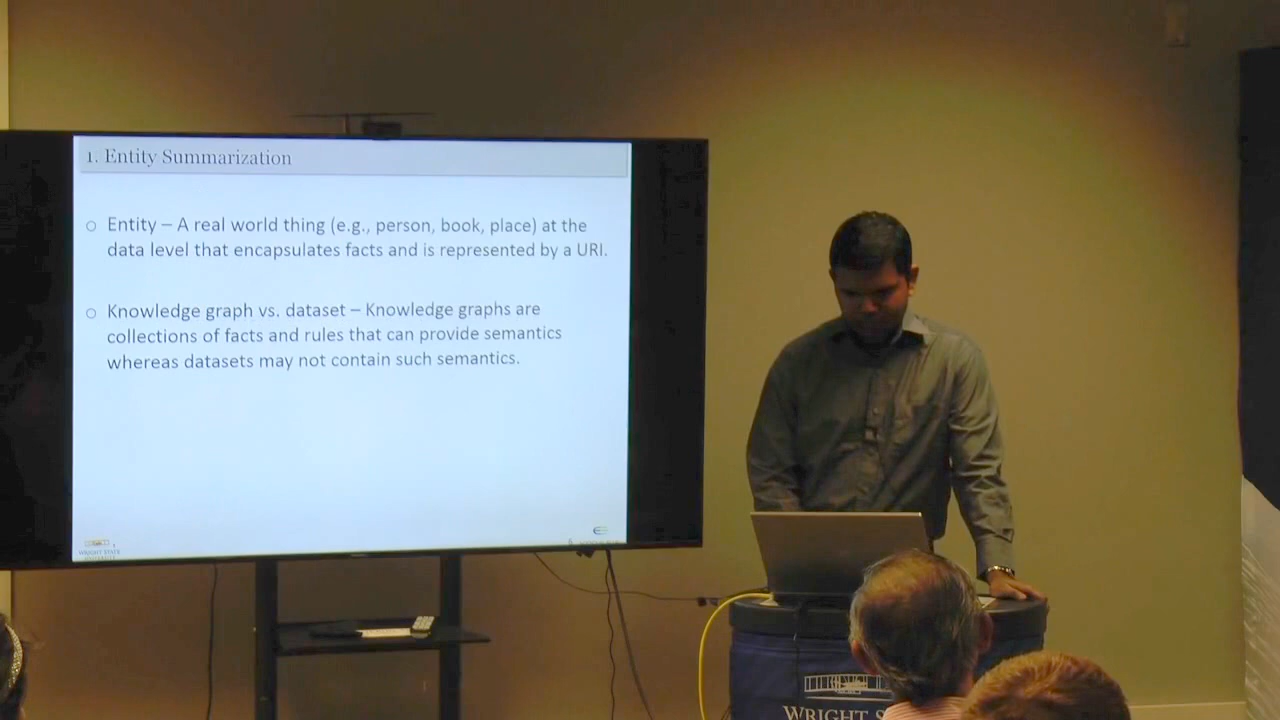 1. Entity Summarization
○ Entity – A real world thing (e.g., person, book, place) at the
data level that encapsulates facts and is represented by a URI.
○ Knowledge graph vs. dataset – Knowledge graphs are
collections of facts and rules that can provide semantics
whereas datasets may not contain such semantics.
WRIGHT STATE
UNIVERSITY
WRIGHT S